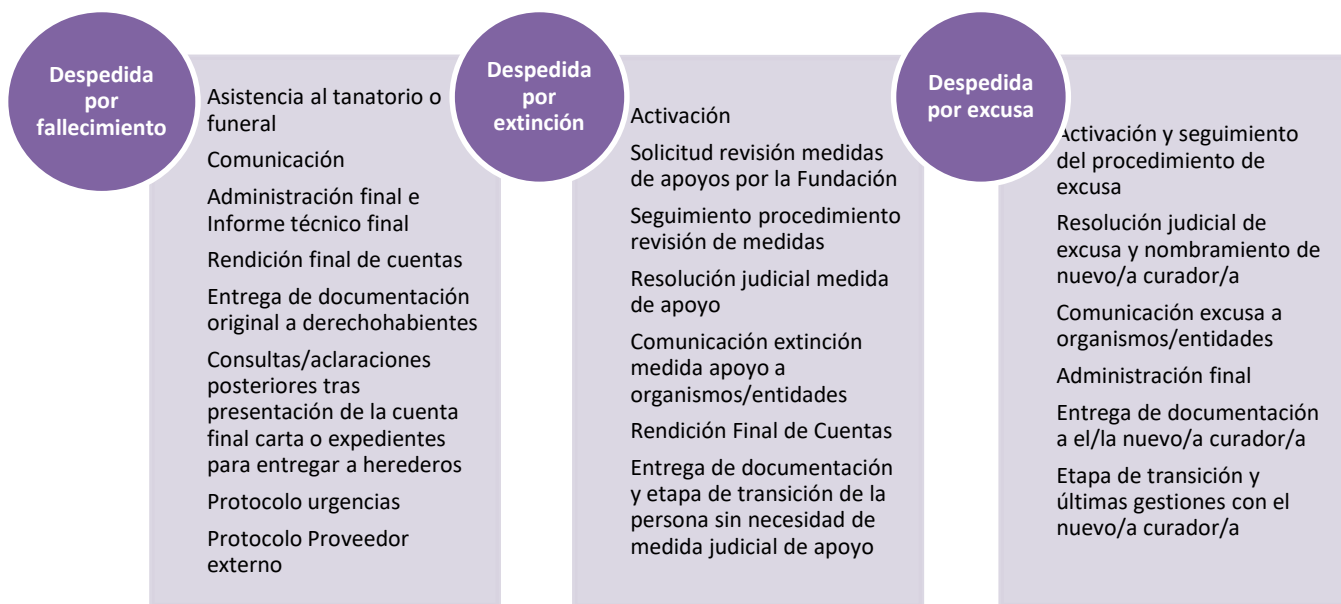 Despedida
por
fallecimiento
Asistencia al tanatorio o
funeral
Comunicación
Administración final e
Informe técnico final
Rendición final de cuentas
Entrega de documentación
original a derechohabientes
Consultas/aclaraciones
posteriores tras
presentación de la cuenta
final carta o expedientes
para entregar a herederos
Protocolo urgencias
Protocolo Proveedor
externo
Despedida
por
extinción
Activación
Solicitud revisión medidas
de apoyos por la Fundación
Seguimiento procedimiento
revisión de medidas
Resolución judicial medida
de apoyo
Comunicación extinción
medida apoyo a
organismos/entidades
Rendición Final de Cuentas
Entrega de documentación
y etapa de transición de la
persona sin necesidad de
medida judicial de apoyo
Despedida
por excusa
Activación y seguimiento
del procedimiento de
excusa
Resolución judicial de
excusa y nombramiento de
nuevo/a curador/a
Comunicación excusa a
organismos/entidades
Administración final
Entrega de documentación
a el/la nuevo/a curador/a
Etapa de transición y
últimas gestiones con el
nuevo/a curador/a